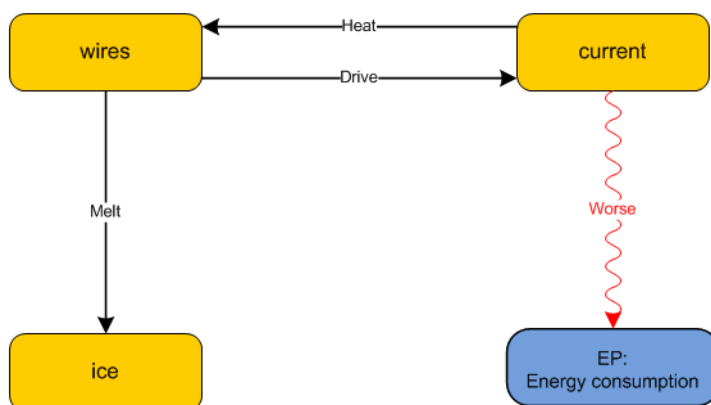 wires
Heat
current
Drive
Melt
Worse
ice
EP:
Energy consumption